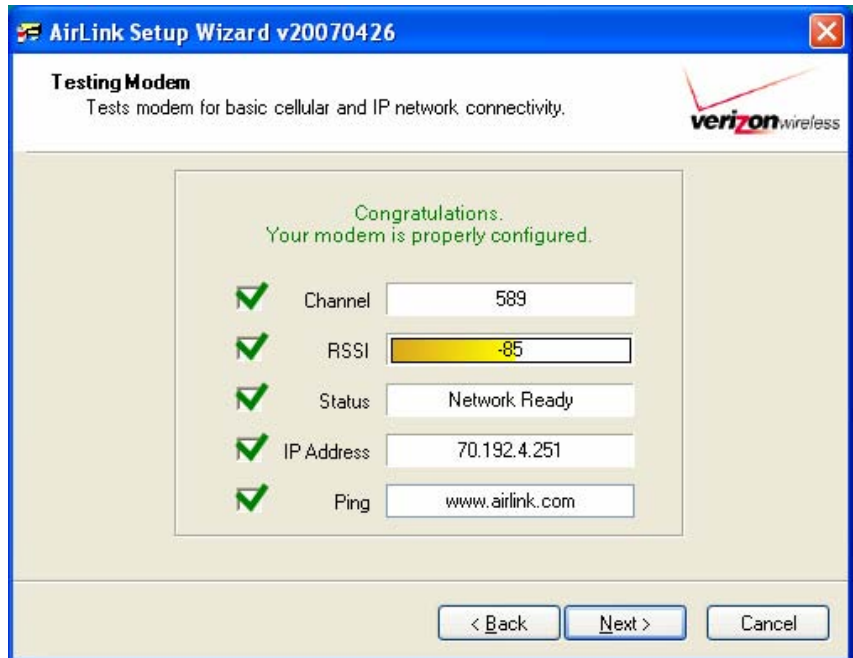 AirLink Setup Wizard v20070426
Testing Modem
Tests modem for basic cellular and IP network connectivity.
verizonwireless
Congratulations.
Your modem is properly configured.
Channel 589
RSSI -85
Status Network Ready
IP Address 70.192.4.251
Ping www.airlink.com
< Back Next > Cancel